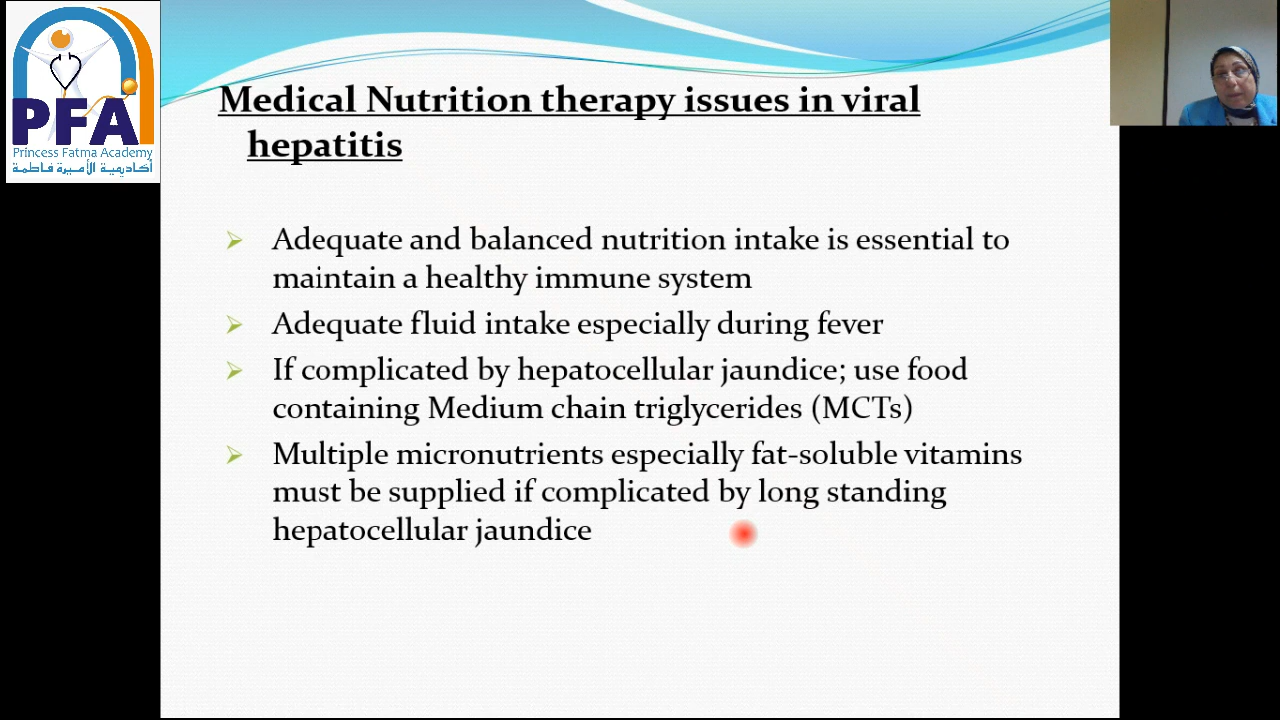 PFA
Princess Fatma Academy
أكاديمية الأميرة فاطمة
Medical Nutrition therapy issues in viral
hepatitis
Adequate and balanced nutrition intake is essential to
maintain a healthy immune system
Adequate fluid intake especially during fever
If complicated by hepatocellular jaundice; use food
containing Medium chain triglycerides (MCTs)
Multiple micronutrients especially fat-soluble vitamins
must be supplied if complicated by long standing
hepatocellular jaundice